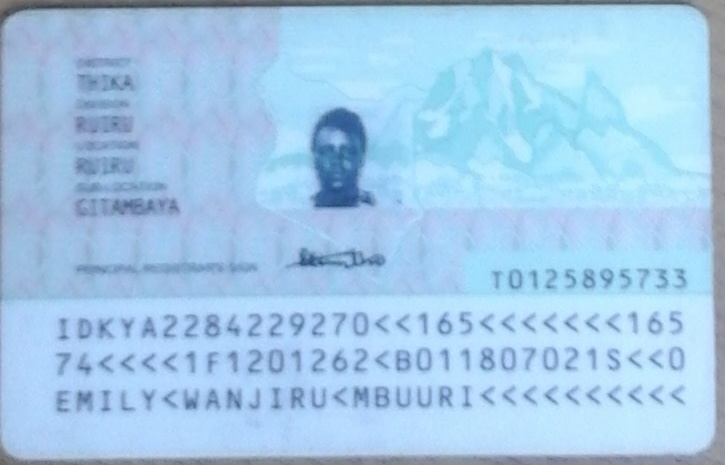 DISTRICT
THIKA
DIVISION
RUIRU
LOCATION
RUIRU
SUB-LOCATION
GITAMBAYA
PRINCIPAL REGISTRAR'S SIGN
T0125895733
IDKYA2284229270<<165<<<<<<<165
74<<<<1F1201262<B011807021S<<0
EMILY<WANJIRU<MBUURI<<<<<<<<<<